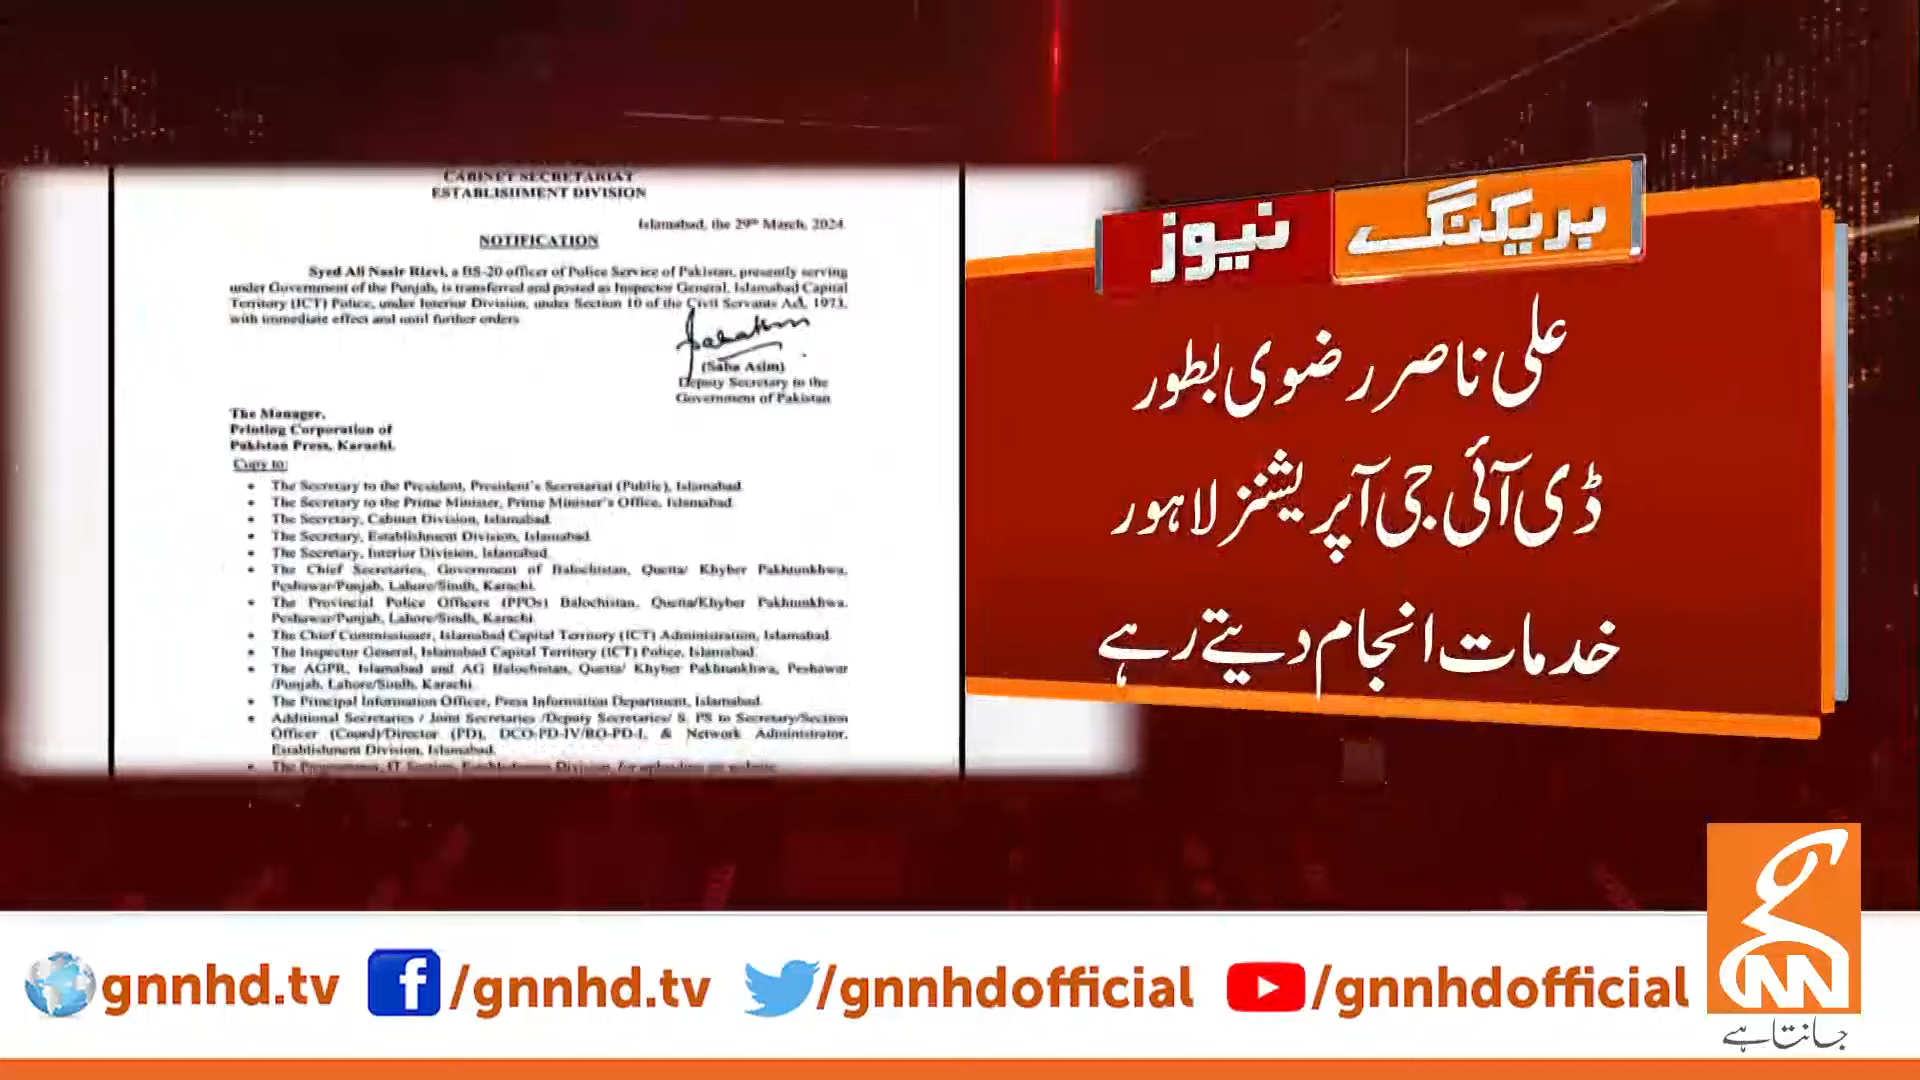 CABINET SECRETARIAT
ESTABLISHMENT DIVISION
Islamabad, the 29th March, 2024
NOTIFICATION
Syed Ali Nasir Rizvi, a BS-20 officer of Police Service of Pakistan, presently serving
under Government of the Punjab, is transferred and posted as Inspector General, Islamabad Capital
Territory (ICT) Police, under Interior Division, under Section 10 of the Civil Servants Act, 1973,
with immediate effect and until further orders
(Saba Asim)
Deputy Secretary to the
Government of Pakistan
The Manager,
Printing Corporation of
Pakistan Press, Karachi.
Copy to:
• The Secretary to the President, President's Secretariat (Public), Islamabad
• The Secretary to the Prime Minister, Prime Minister's Office, Islamabad
• The Secretary, Cabinet Division, Islamabad
• The Secretary, Establishment Division, Islamabad
• The Secretary, Interior Division, Islamabad
• The Chief Secretaries, Government of Balochistan, Quetta/ Khyber Pakhtunkhwa,
Peshawar/Punjab, Lahore/Sindh, Karachi.
• The Provincial Police Officers (PPOs) Balochistan, Quetta/Khyber Pakhtunkhwa,
Peshawar/Punjab, Lahore/Sindh, Karachi.
• The Chief Commissioner, Islamabad Capital Territory (ICT) Administration, Islamabad
• The Inspector General, Islamabad Capital Territory (ICT) Police, Islamabad
• The AGPR, Islamabad and AG Balochistan, Quetta/ Khyber Pakhtunkhwa, Peshawar
/Punjab, Lahore/Sindh, Karachi
• The Principal Information Officer, Press Information Department, Islamabad
• Additional Secretaries / Joint Secretaries /Deputy Secretaries/ S. PS to Secretary/Section
Officer (Coord)/Director (PD), DCO-PD-IV/RO-PD-I, & Network Administrator,
Establishment Division, Islamabad.
بریکنگ نیوز
علی ناصر رضوی بطور
ڈی آئی جی آپریشنز لاہور
خدمات انجام دیتے رہے
gnnhd.tv
/gnnhd.tv
/gnnhdofficial
/gnnhdofficial
GNN
جانتا ہے